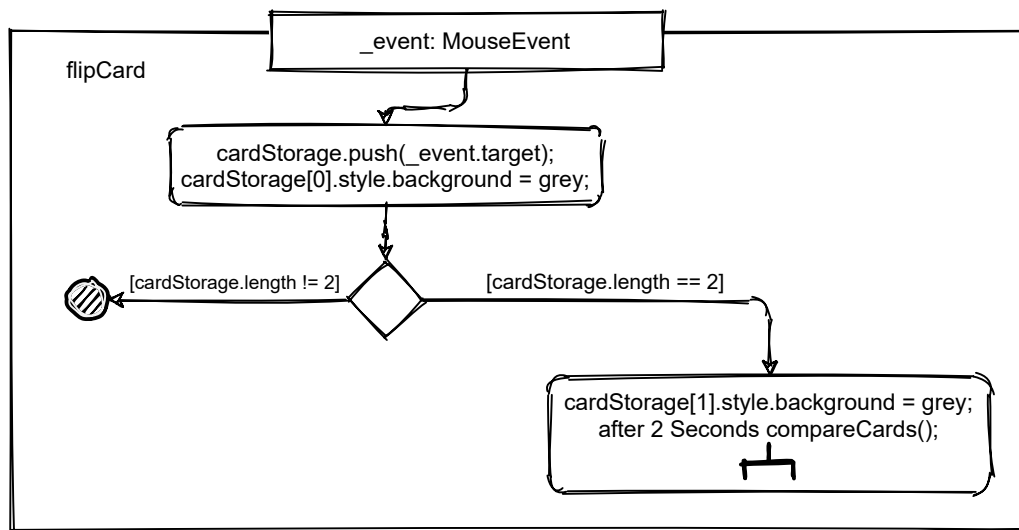 _event: MouseEvent
flipCard
cardStorage.push(_event.target);
cardStorage[0].style.background = grey;
[cardStorage.length != 2]
[cardStorage.length == 2]
cardStorage[1].style.background = grey;
after 2 Seconds compareCards();